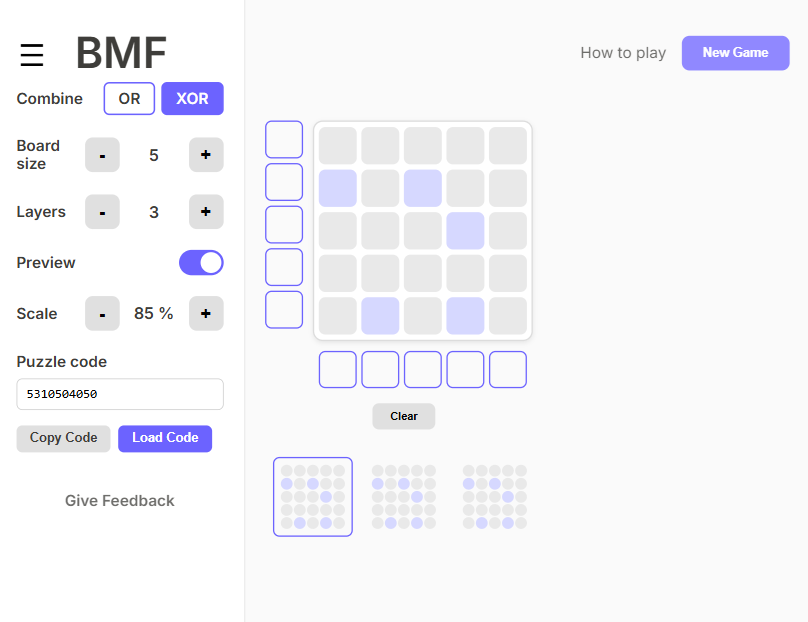 ☰ BMF
How to play
New Game
Combine OR XOR
Board size - 5 +
Layers - 3 +
Preview
Scale - 85 % +
Puzzle code
5310504050
Copy Code Load Code
Give Feedback
Clear